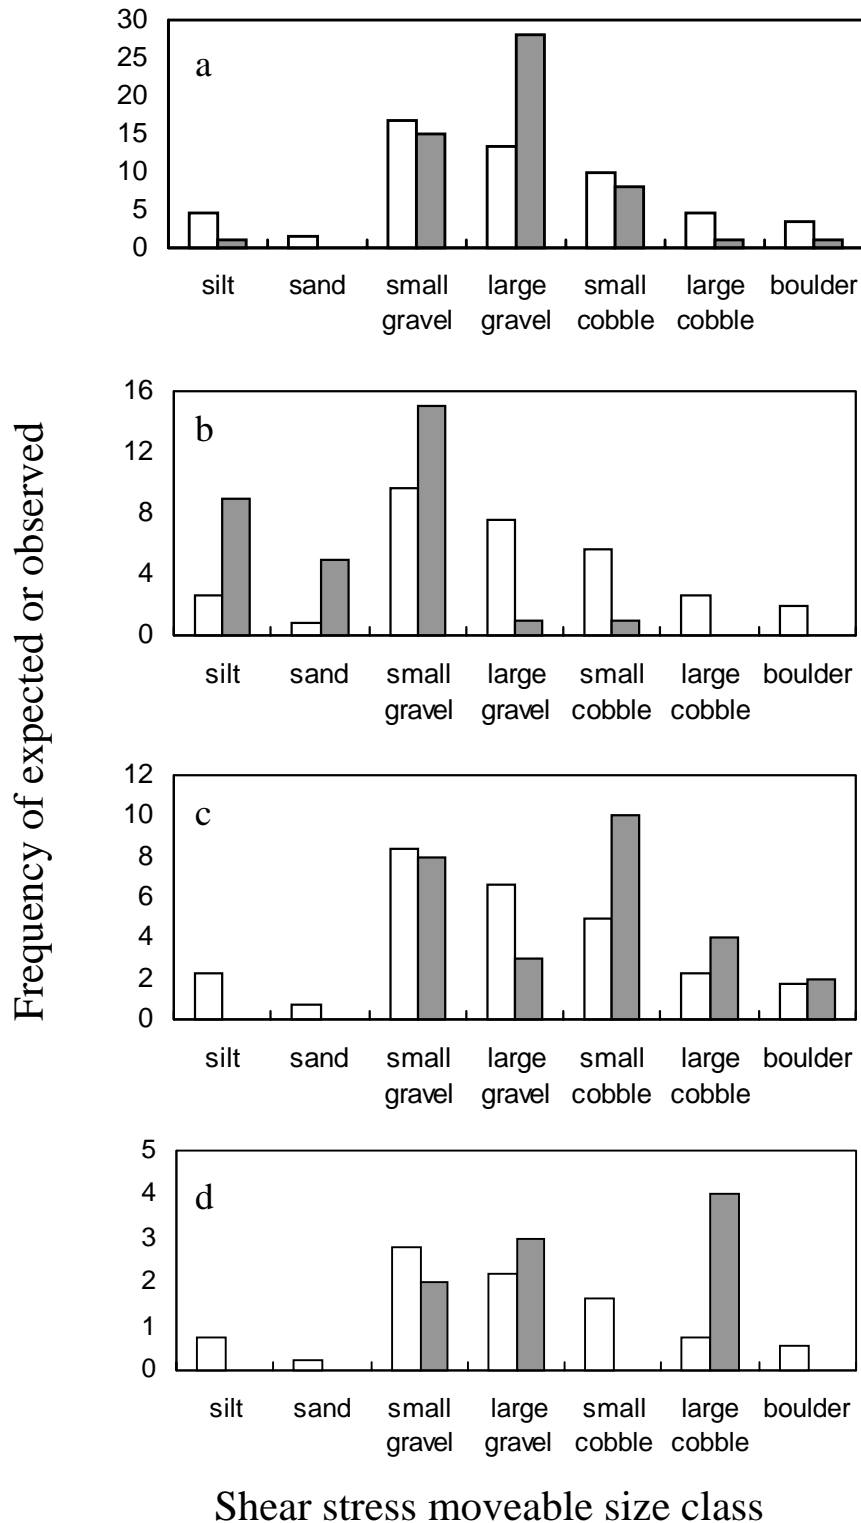 30
25
20
15
10
5
0
a
silt sand small gravel large gravel small cobble large cobble boulder
16
12
8
4
0
b
silt sand small gravel large gravel small cobble large cobble boulder
12
10
8
6
4
2
0
c
silt sand small gravel large gravel small cobble large cobble boulder
5
4
3
2
1
0
d
silt sand small gravel large gravel small cobble large cobble boulder
Frequency of expected or observed
Shear stress moveable size class